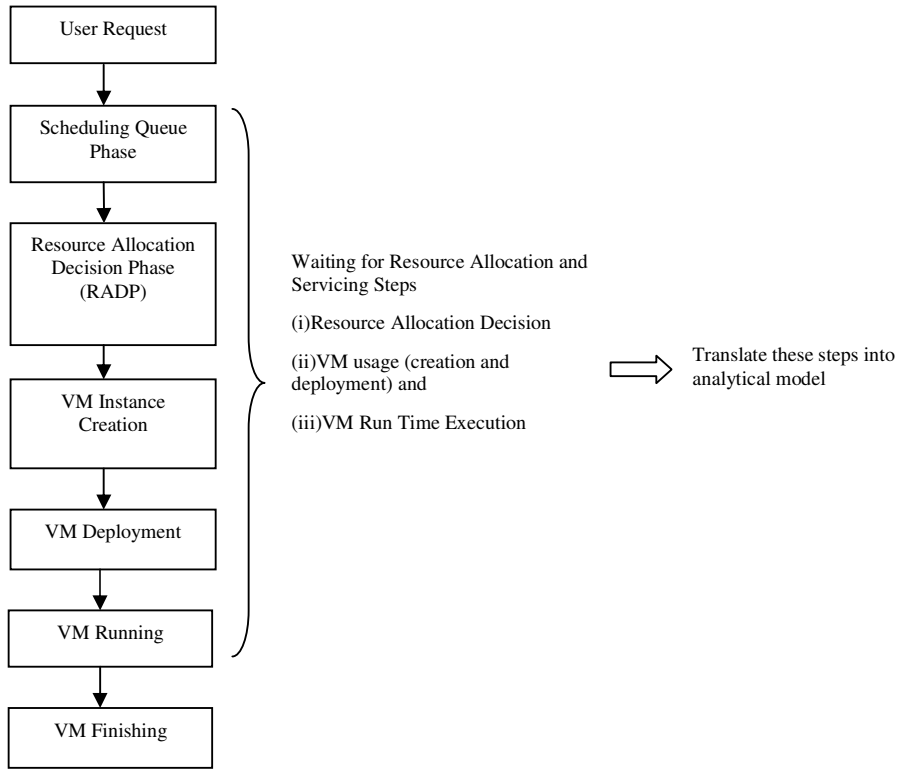 User Request
Scheduling Queue
Phase
Resource Allocation
Decision Phase
(RADP)
VM Instance
Creation
VM Deployment
VM Running
VM Finishing
Waiting for Resource Allocation and
Servicing Steps
(i)Resource Allocation Decision
(ii)VM usage (creation and
deployment) and
(iii)VM Run Time Execution
Translate these steps into
analytical model